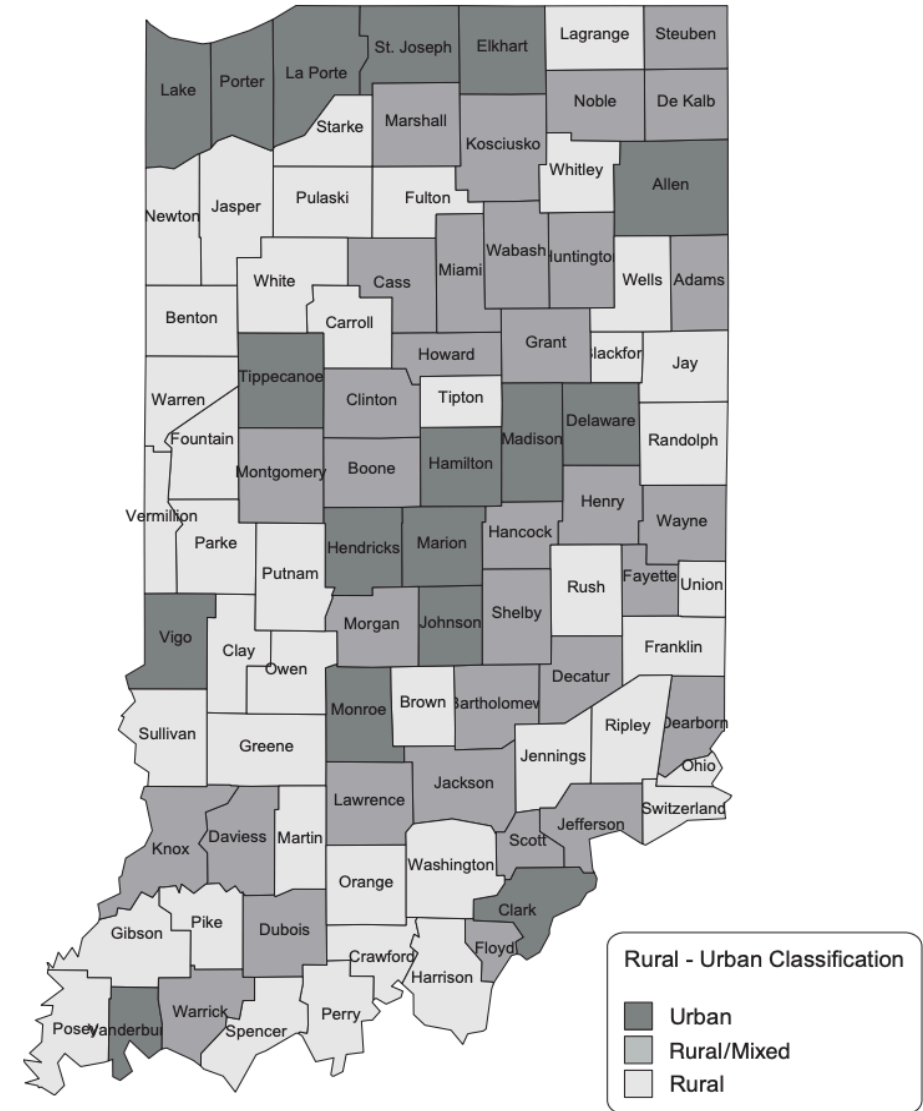 Lagrange
Steuben
St. Joseph
Elkhart
La Porte
Porter
Lake
Noble
De Kalb
Starke
Marshall
Kosciusko
Whitley
Allen
Newton
Jasper
Pulaski
Fulton
White
Cass
Miami
Wabash
Huntingto
Wells
Adams
Benton
Carroll
Howard
Grant
Blackfor
Jay
Tippecanoe
Warren
Clinton
Tipton
Madison
Delaware
Randolph
Fountain
Montgomery
Boone
Hamilton
Henry
Wayne
Vermillion
Parke
Putnam
Hendricks
Marion
Hancock
Rush
Fayette
Union
Vigo
Clay
Owen
Morgan
Johnson
Shelby
Franklin
Decatur
Sullivan
Greene
Monroe
Brown
Bartholomew
Jennings
Ripley
Dearborn
Ohio
Switzerland
Lawrence
Jackson
Knox
Daviess
Martin
Orange
Washington
Scott
Jefferson
Gibson
Pike
Dubois
Crawford
Harrison
Floyd
Clark
Posey
Vanderbur
Warrick
Spencer
Perry
Rural - Urban Classification
Urban
Rural/Mixed
Rural